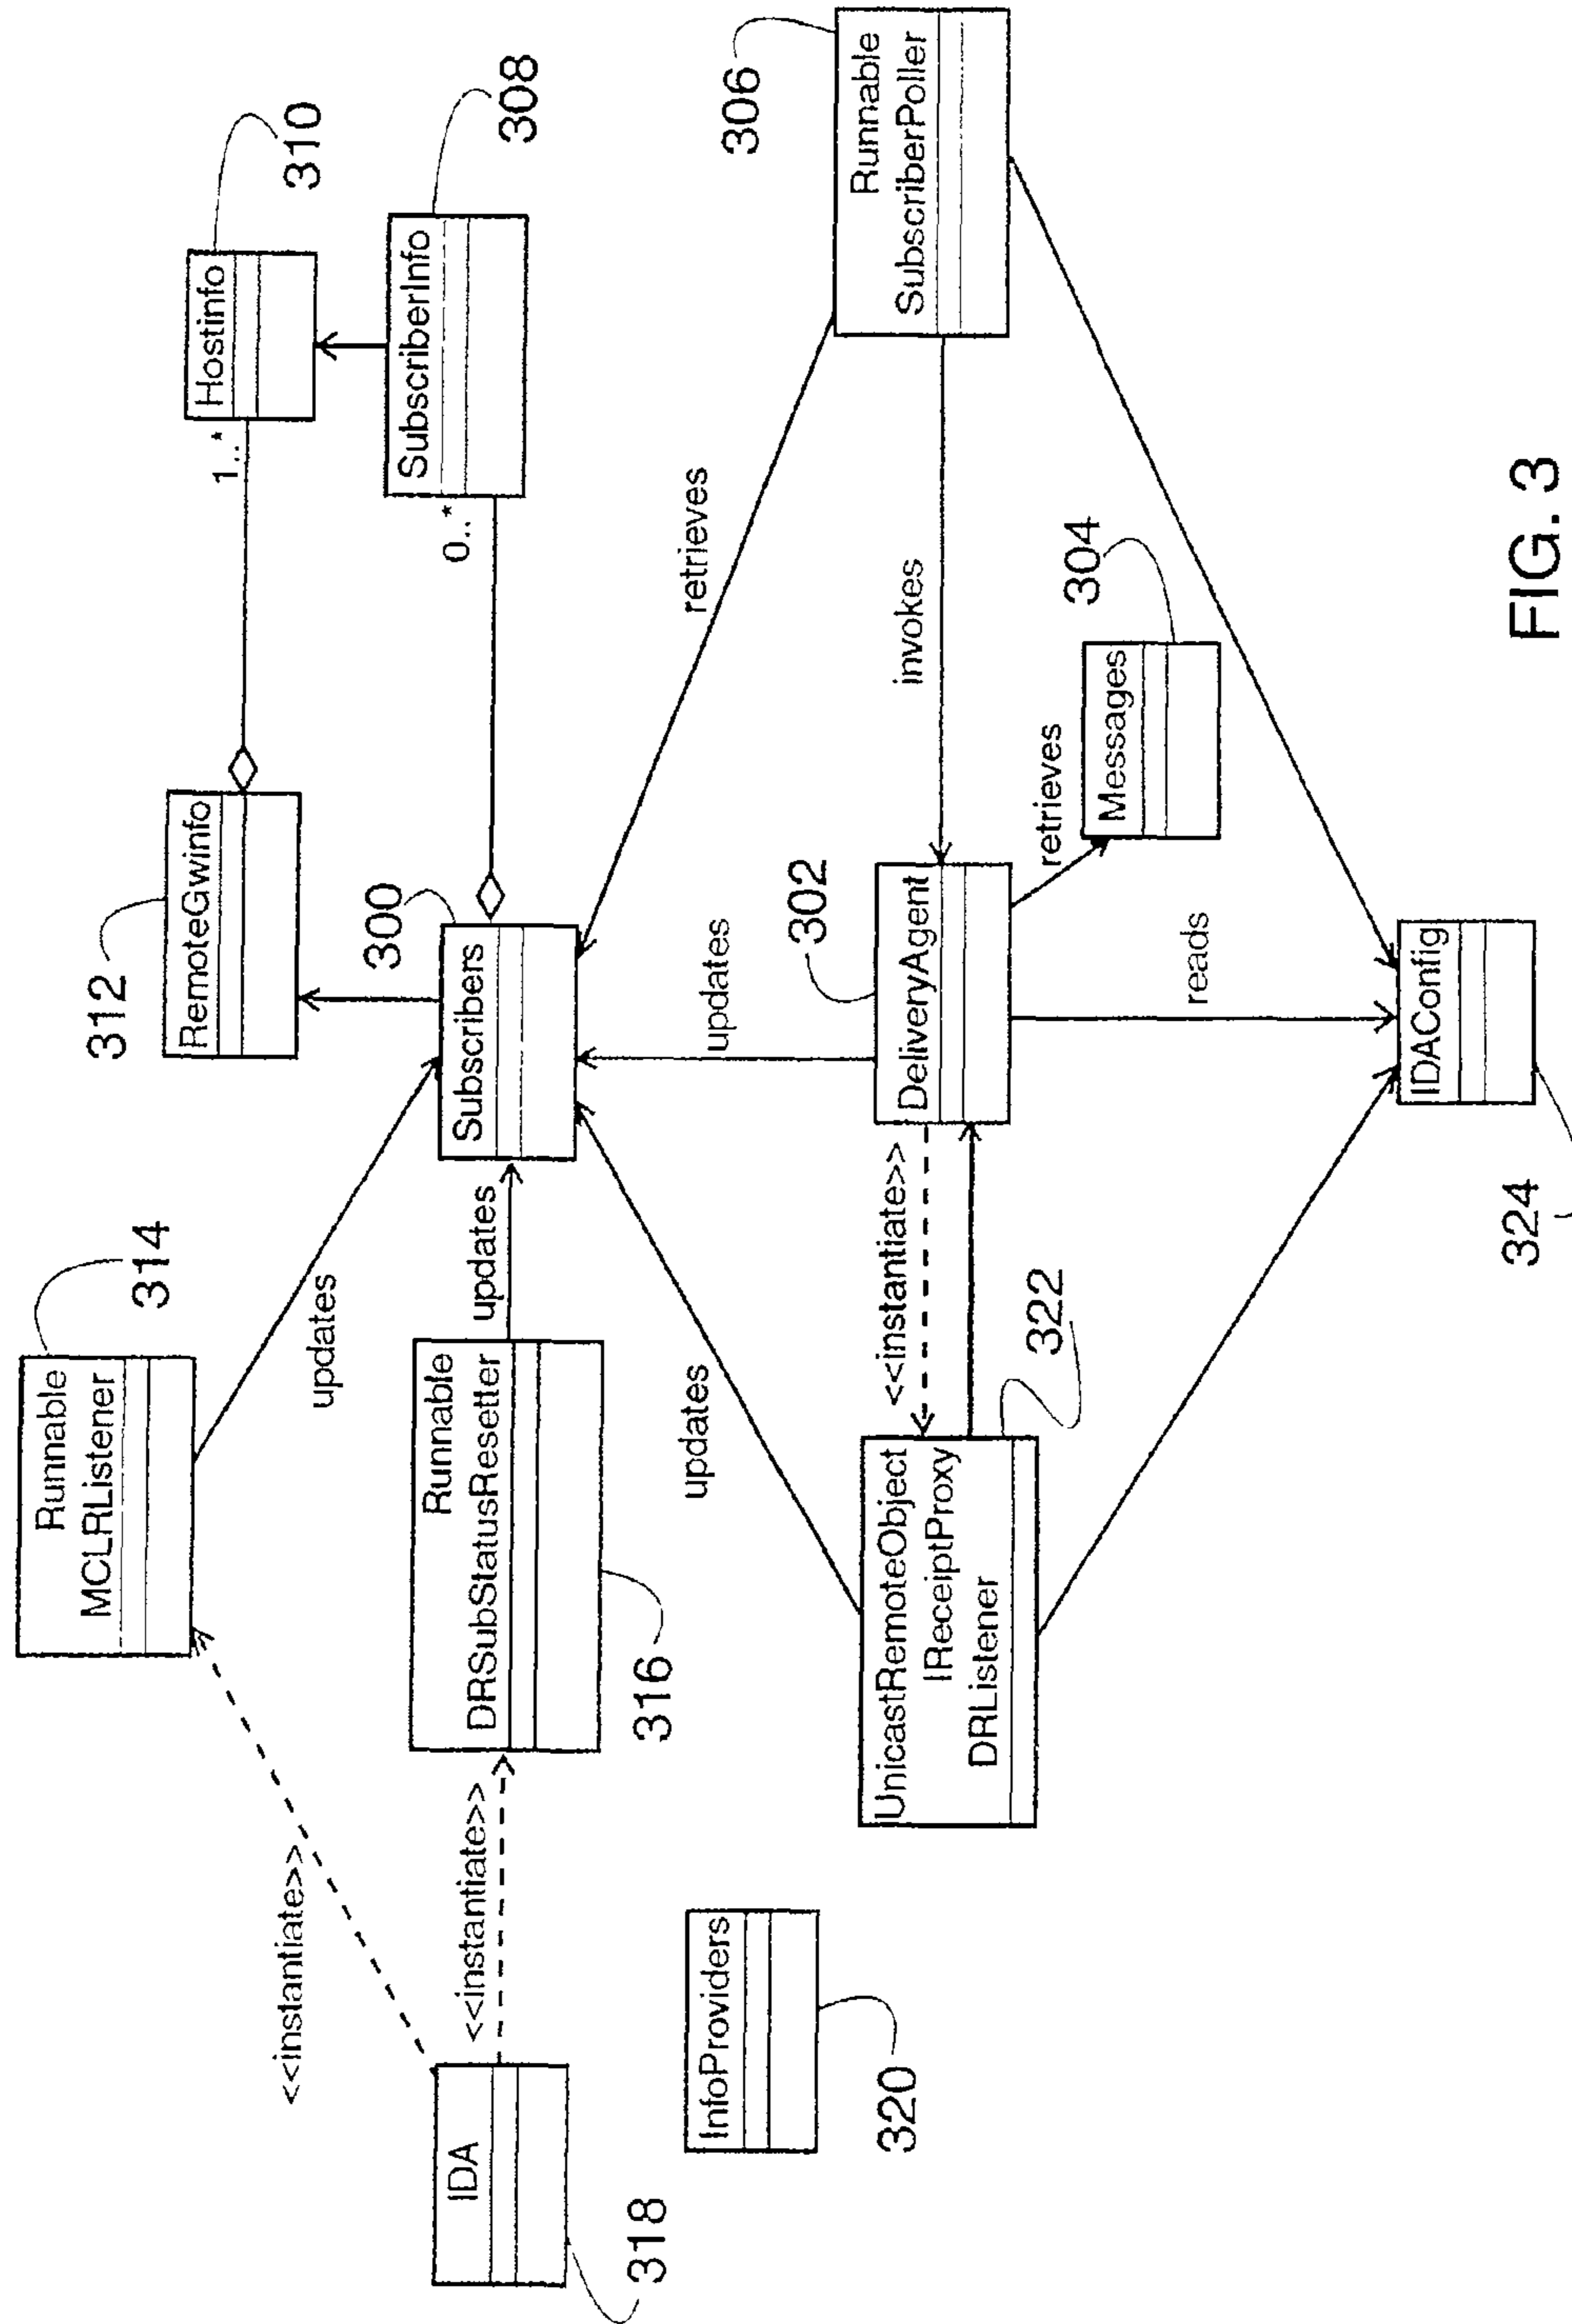 <<instantiate>>
Runnable
MCLRListener
314
updates
312
RemoteGwinfo
1..*
Hostinfo
310
IDA
318
<<instantiate>>
Runnable
DRSubStatusResetter
316
updates
Subscribers
300
0..*
SubscriberInfo
308
InfoProviders
320
updates
updates
retrieves
UnicastRemoteObject
IReceiptProxy
DRListener
322
<<instantiate>>
DeliveryAgent
302
invokes
Runnable
SubscriberPoller
306
retrieves
Messages
304
reads
IDAConfig
324
FIG. 3